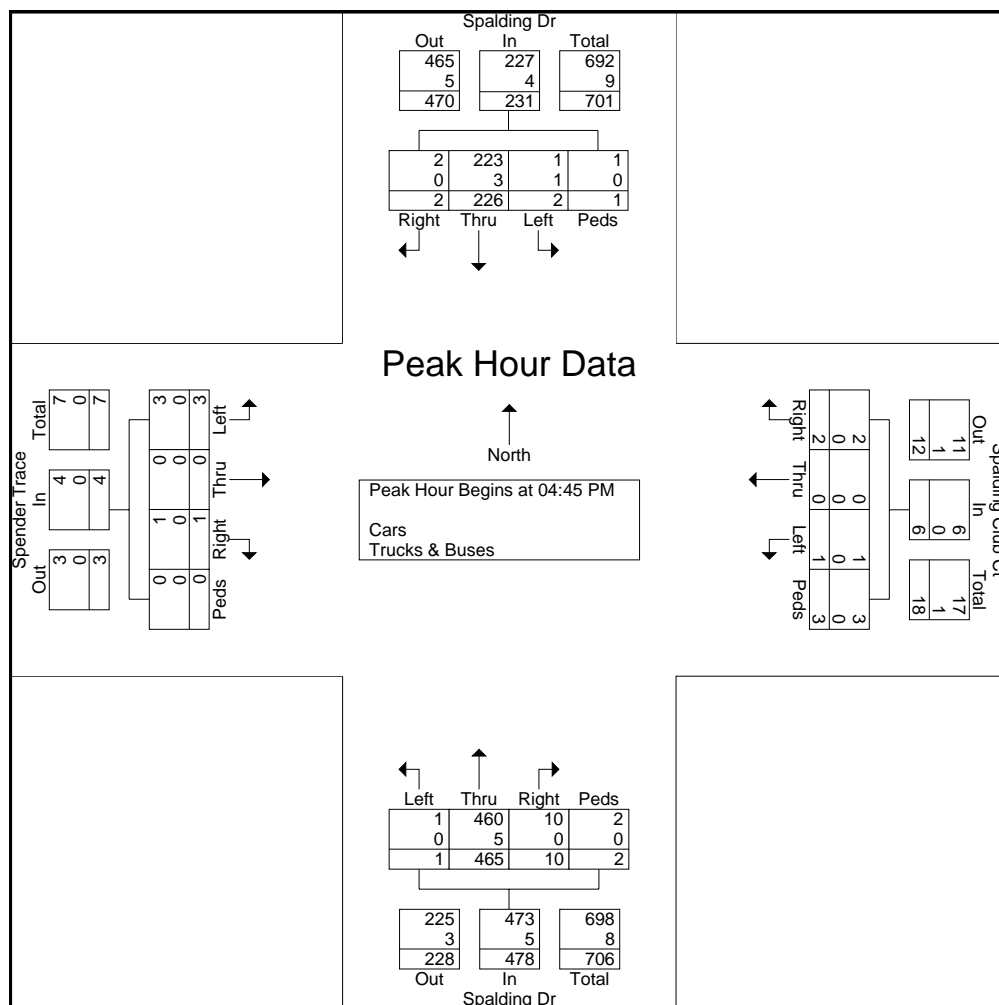 Spalding Dr
Out In Total
465 227 692
5 4 9
470 231 701
2 223 1 1
0 3 1 0
2 226 2 1
Right Thru Left Peds
Peak Hour Data
North
Peak Hour Begins at 04:45 PM
Cars
Trucks & Buses
Spender Trace
Out In Total
3 4 7
0 0 0
3 4 7
3 0 1 0
0 0 0 0
3 0 1 0
Left Thru Right Peds
Spalding Club Ct
Out In Total
11 6 17
1 0 1
12 6 18
2 0 1 3
0 0 0 0
2 0 1 3
Right Thru Left Peds
Left Thru Right Peds
1 460 10 2
0 5 0 0
1 465 10 2
225 473 698
3 5 8
228 478 706
Out In Total
Spalding Dr